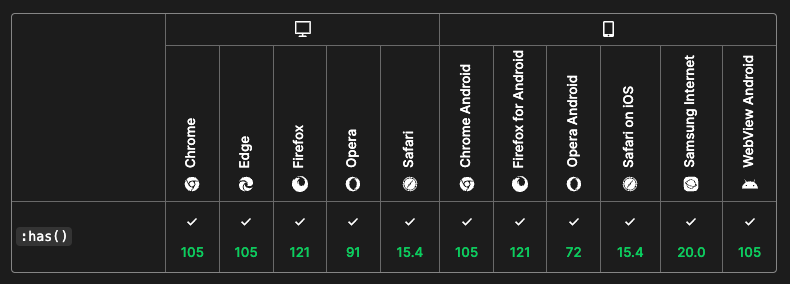 Chrome
Edge
Firefox
Opera
Safari
Chrome Android
Firefox for Android
Opera Android
Safari on iOS
Samsung Internet
WebView Android
:has()
✓ ✓ ✓ ✓ ✓ ✓ ✓ ✓ ✓ ✓ ✓
105 105 121 91 15.4 105 121 72 15.4 20.0 105